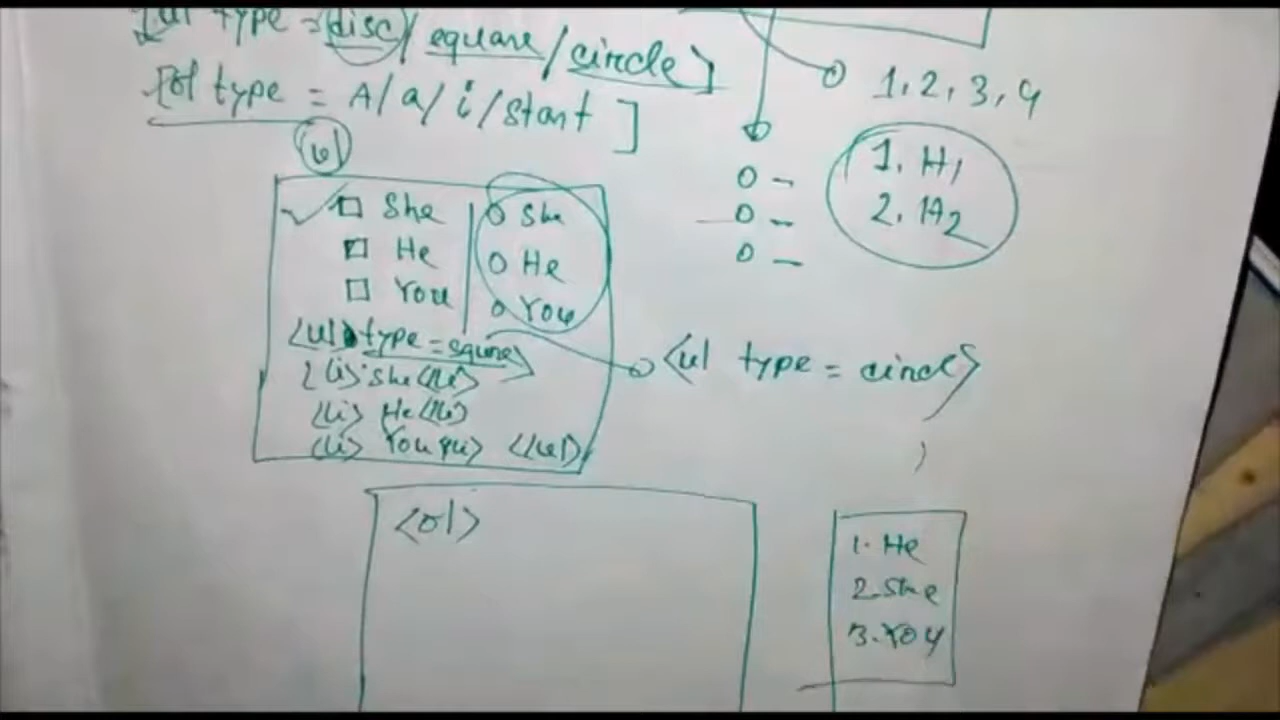 [ul type = disc / square / circle]
[ol type = A/a/i/start ]
1, 2, 3, 4
1. H1
2. H2
She
He
You
She
He
You
<ul type = square>
<li> She </li>
<li> He </li>
<li> You </li> </ul>
<ul type = circle>
<ol>
1. He
2. She
3. You